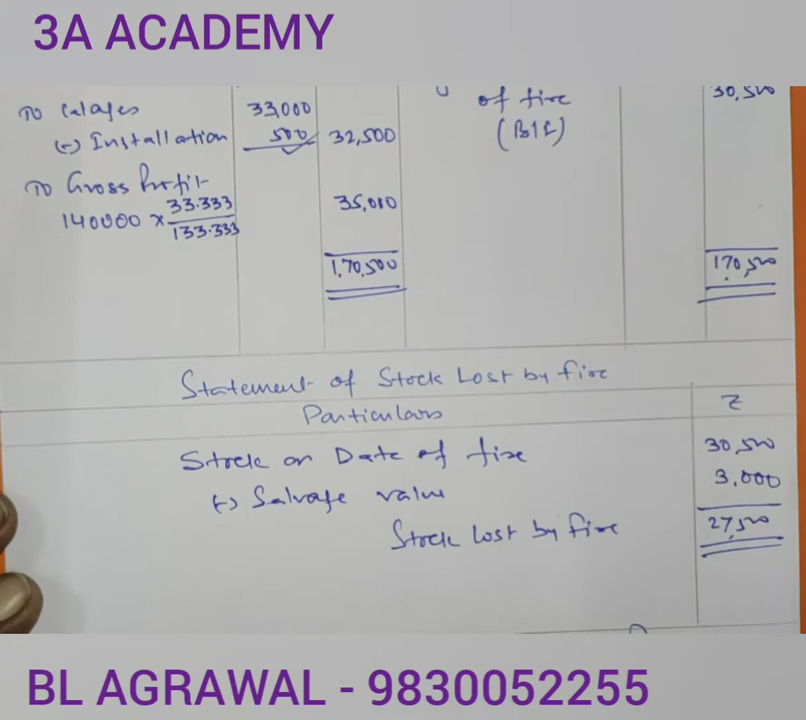 3A ACADEMY
To Wages 33,000
(-) Installation 500 32,500
To Gross Profit
140000 × 33.333 / 133.333 35,000
1,70,500
of fire 30,500
(B/f)
170,500
Statement of Stock Lost by fire
Particulars ₹
Stock on Date of fire 30,500
(-) Salvage value 3,000
Stock Lost by fire 27,500
BL AGRAWAL - 9830052255